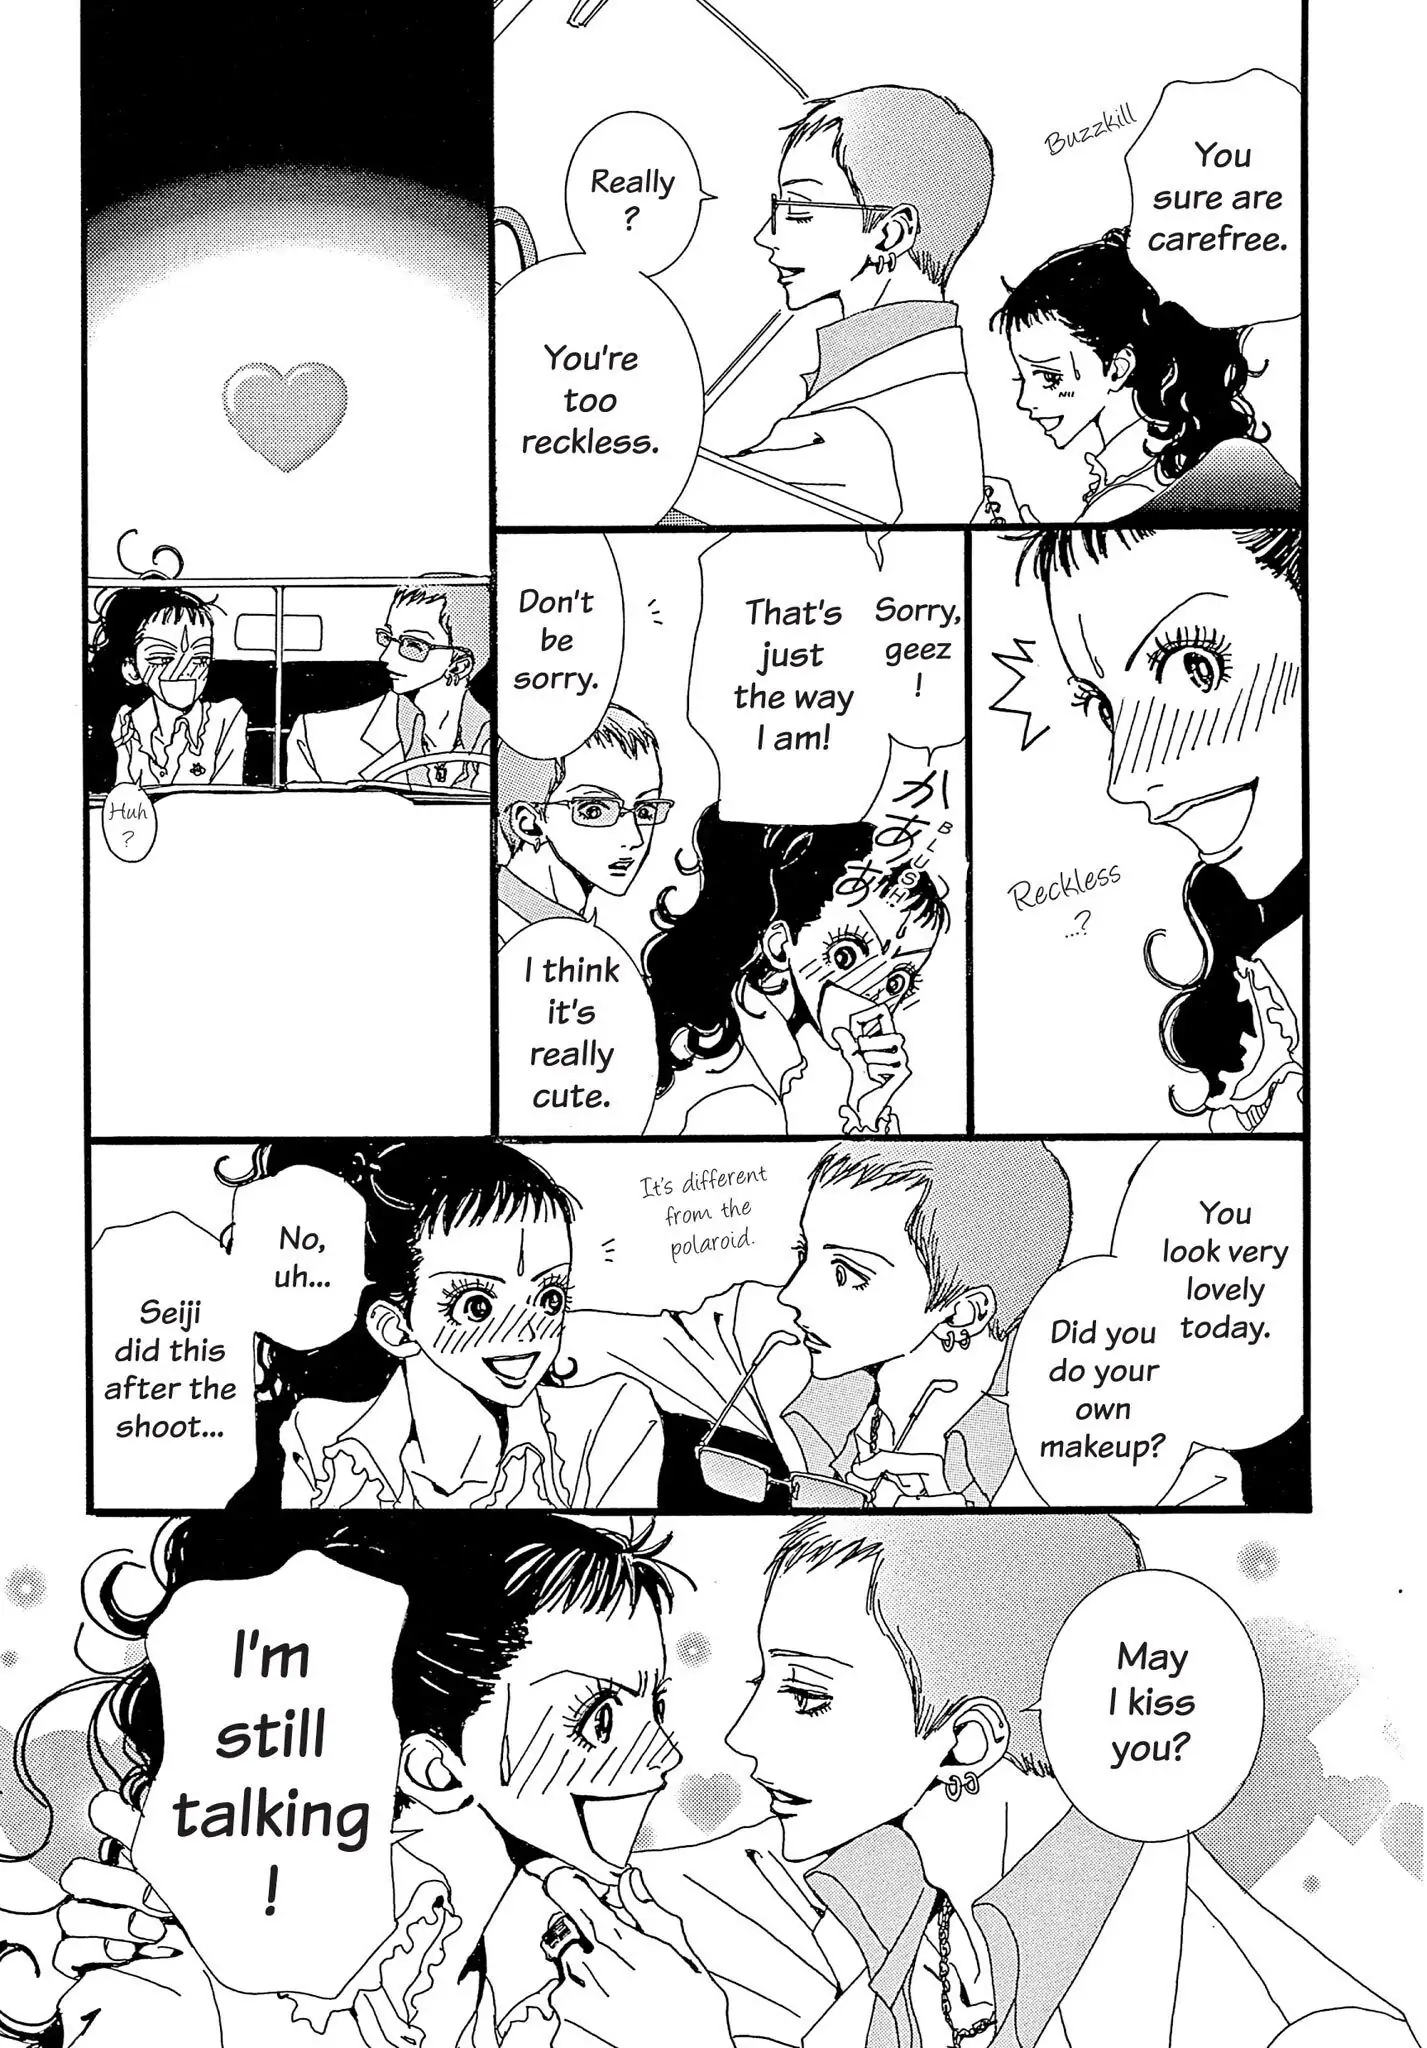 You
sure are
carefree.
Buzzkill
Really
?
You're
too
reckless.
Reckless
...?
Sorry,
geez
!
That's
just
the way
I am!
かあああ
BLUSH!!
Don't
be
sorry.
I think
it's
really
cute.
Huh
?
You
look very
lovely
today.
Did you
do your
own
makeup?
It's different
from the
polaroid.
No,
uh...
Seiji
did this
after the
shoot...
May
I kiss
you?
I'm
still
talking
!